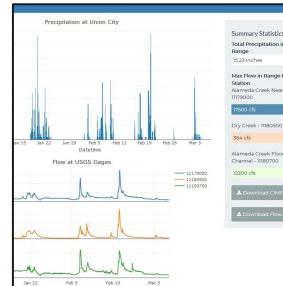 Precipitation at Union City
Jan 15 Jan 22 Jan 29 Feb 5 Feb 12 Feb 19 Feb 26 Mar 5
Datetime
Flow at USGS Gages
11179000
11180500
11180700
Jan 22 Feb 5 Feb 19 Mar 5
Summary Statistics
Total Precipitation in
Range
15.23 inches
Max Flow in Range
Station
Alameda Creek Near
11179000
17500 cfs
Dry Creek - 11180500
384 cfs
Alameda Creek Flood
Channel - 11180700
12200 cfs
Download
Download Flow